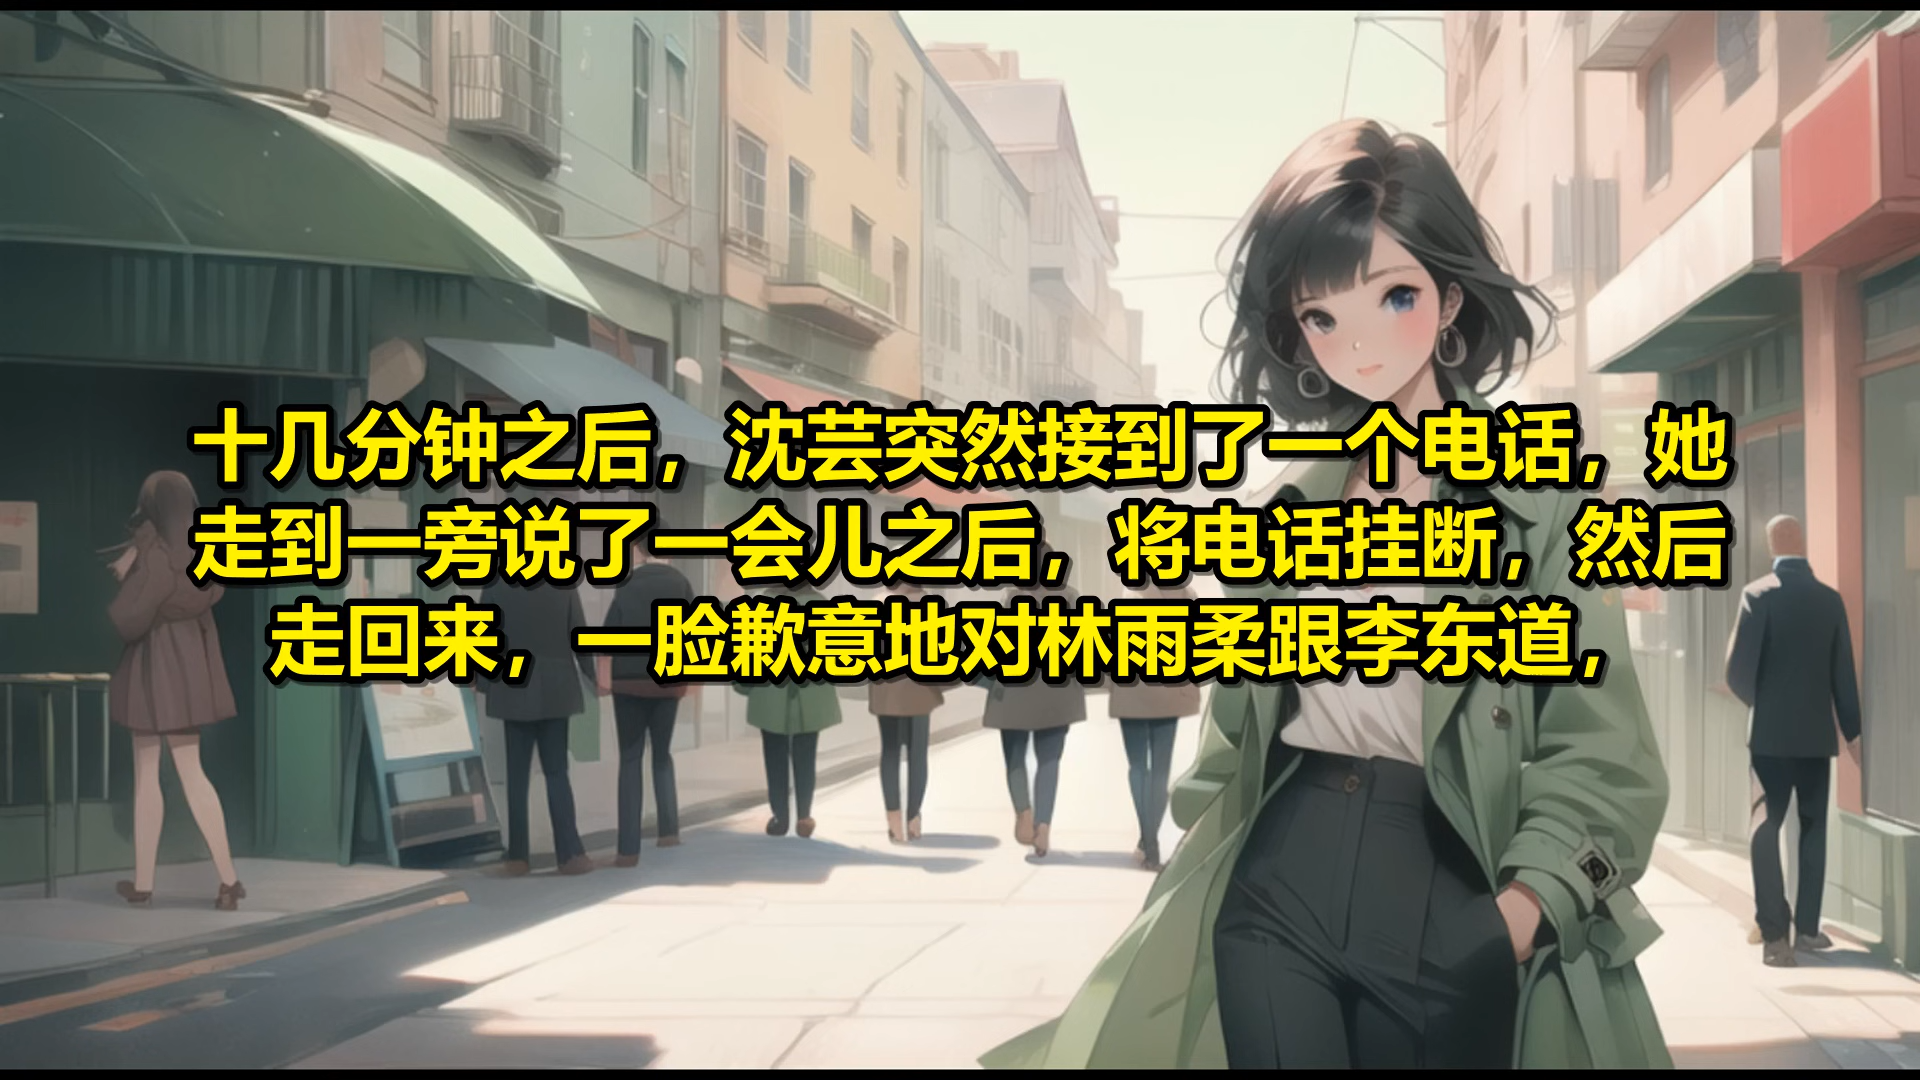 十几分钟之后，沈芸突然接到了一个电话，她
走到一旁说了一会儿之后，将电话挂断，然后
走回来，一脸歉意地对林雨柔跟李东道，